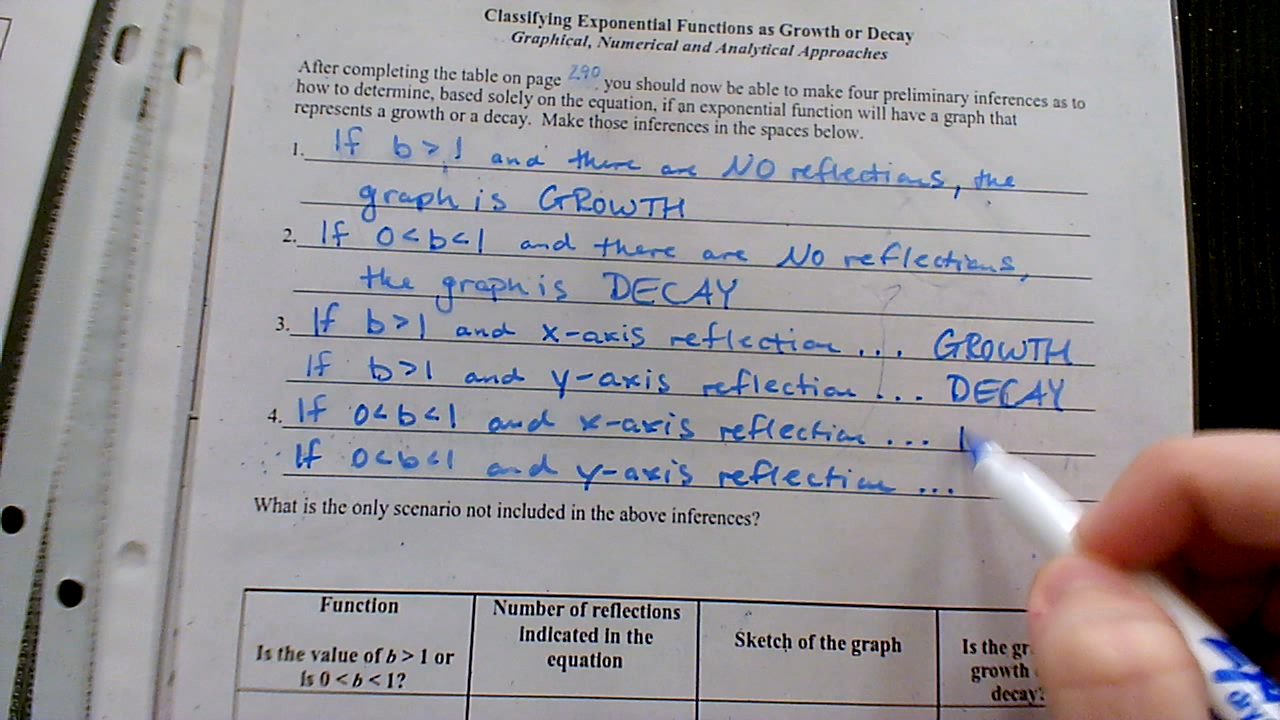 Classifying Exponential Functions as Growth or Decay
Graphical, Numerical and Analytical Approaches
After completing the table on page 290, you should now be able to make four preliminary inferences as to
how to determine, based solely on the equation, if an exponential function will have a graph that
represents a growth or a decay. Make those inferences in the spaces below.
1. If b > 1 and there are NO reflections, the
graph is GROWTH
2. If 0 < b < 1 and there are NO reflections,
the graph is DECAY
3. If b > 1 and x-axis reflection ... GROWTH
If b > 1 and y-axis reflection ... DECAY
4. If 0 < b < 1 and x-axis reflection ...
If 0 < b < 1 and y-axis reflection ...
What is the only scenario not included in the above inferences?
Function
Is the value of b > 1 or
is 0 < b < 1?
Number of reflections
indicated in the
equation
Sketch of the graph
Is the
growth
decay?